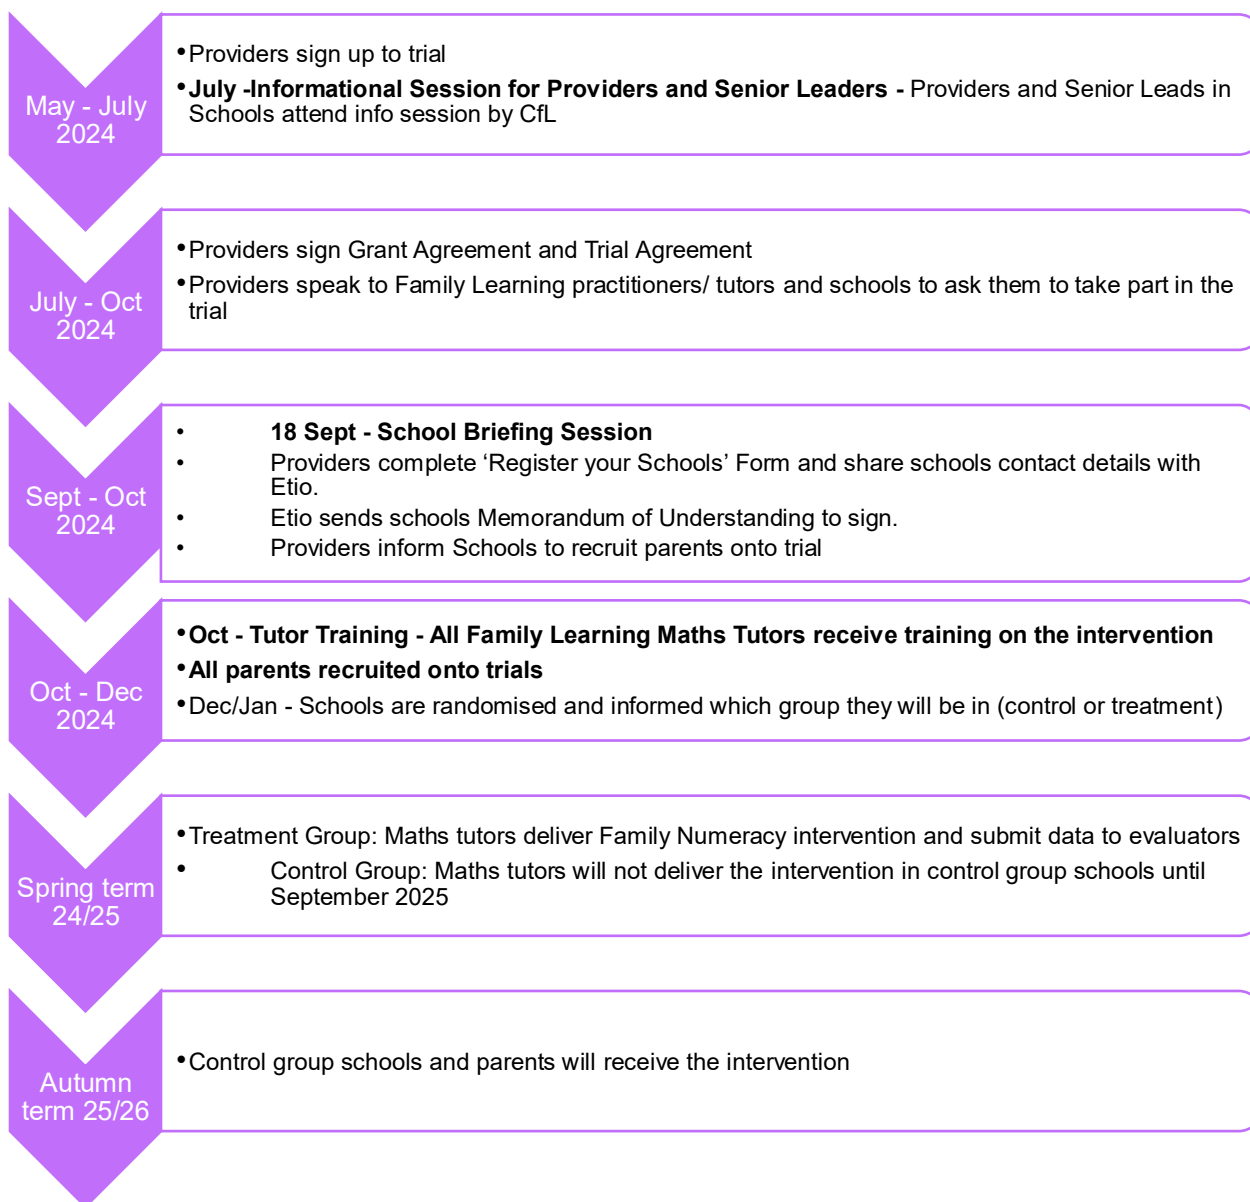 May - July
2024
•Providers sign up to trial
•July -Informational Session for Providers and Senior Leaders - Providers and Senior Leads in
Schools attend info session by CfL
July - Oct
2024
•Providers sign Grant Agreement and Trial Agreement
•Providers speak to Family Learning practitioners/ tutors and schools to ask them to take part in the
trial
Sept - Oct
2024
• 18 Sept - School Briefing Session
• Providers complete ‘Register your Schools’ Form and share schools contact details with
Etio.
• Etio sends schools Memorandum of Understanding to sign.
• Providers inform Schools to recruit parents onto trial
Oct - Dec
2024
•Oct - Tutor Training - All Family Learning Maths Tutors receive training on the intervention
•All parents recruited onto trials
•Dec/Jan - Schools are randomised and informed which group they will be in (control or treatment)
Spring term
24/25
•Treatment Group: Maths tutors deliver Family Numeracy intervention and submit data to evaluators
• Control Group: Maths tutors will not deliver the intervention in control group schools until
September 2025
Autumn
term 25/26
•Control group schools and parents will receive the intervention